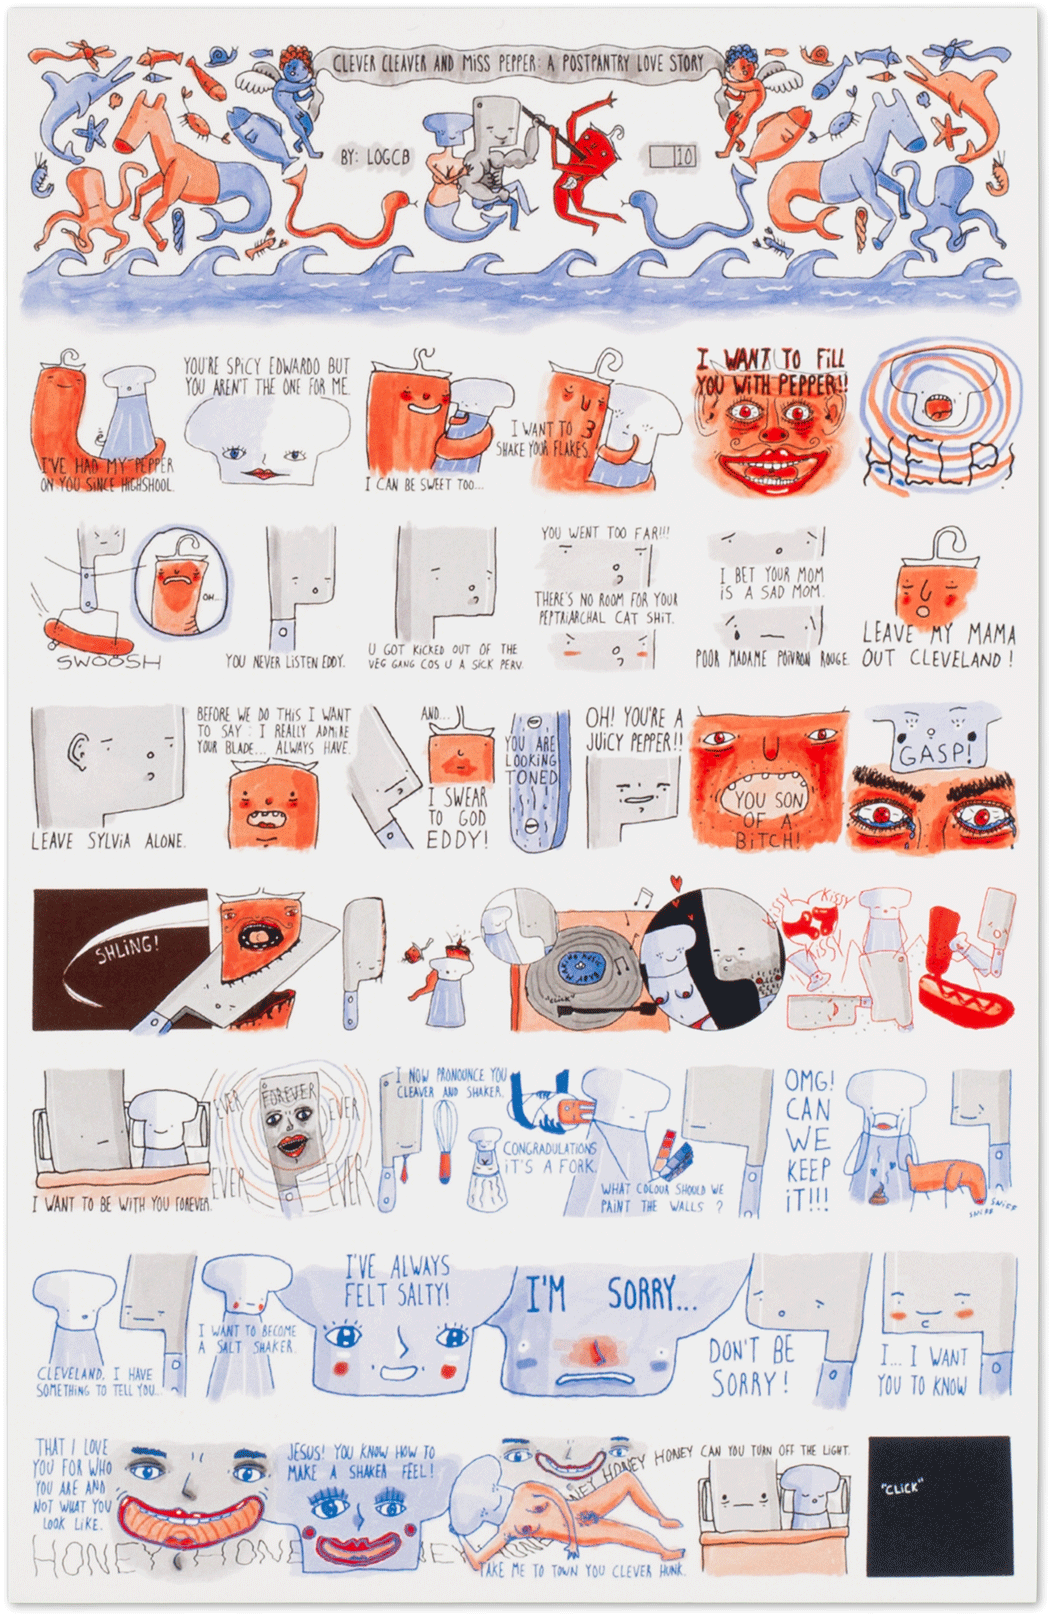 CLEVER CLEAVER AND MiSS PEPPER: A POSTPANTRY LOVE STORY
BY: LOGCB
10
I'VE HAD MY PEPPER
ON YOU SINCE HIGHSHOOL.
YOU'RE SPiCY EDWARDO BUT
YOU AREN'T THE ONE FOR ME.
I CAN BE SWEET TOO...
I WANT TO
SHAKE YOUR FLAKES.
I WANT TO FiLL
YOU WiTH PEPPER!!
HELP
SWOOSH
OH...
YOU NEVER LiSTEN EDDY.
U GOT KICKED OUT OF THE
VEG GANG COS U A SiCK PERV.
YOU WENT TOO FAR!!!
THERE'S NO ROOM FOR YOUR
PEPTRIARCHAL CAT SHiT.
I BET YOUR MOM
iS A SAD MOM.
POOR MADAME POiVRON ROUGE.
LEAVE MY MAMA
OUT CLEVELAND!
LEAVE SYLViA ALONE.
BEFORE WE DO THiS I WANT
TO SAY: I REALLY ADMiRE
YOUR BLADE... ALWAYS HAVE.
AND...
I SWEAR
TO GOD
EDDY!
YOU ARE
LOOKING
TONED
OH! YOU'RE A
JUiCY PEPPER!!
YOU SON
OF A
BiTCH!
GASP!
SHLiNG!
BABY MAKING MUSIC
"CLICK"
KiSSY
KiSSY
KiSSY
I WANT TO BE WITH YOU FOREVER.
FOREVER
EVER
EVER
EVER
EVER
I NOW PRONOUNCE YOU
CLEAVER AND SHAKER.
CONGRADULATiONS
iT'S A FORK.
WHAT COLOUR SHOULD WE
PAiNT THE WALLS ?
OMG!
CAN
WE
KEEP
iT!!!
SNiFF
SNiFF
CLEVELAND, I HAVE
SOMETHiNG TO TELL YOU...
I WANT TO BECOME
A SALT SHAKER.
I'VE ALWAYS
FELT SALTY!
I'M SORRY...
DON'T BE
SORRY!
I... I WANT
YOU TO KNOW
THAT I LOVE
YOU FOR WHO
YOU ARE AND
NOT WHAT YOU
LOOK LiKE.
HONEY HONEY
JESUS! YOU KNOW HOW TO
MAKE A SHAKER FEEL!
HONEY HONEY
TAKE ME TO TOWN YOU CLEVER HUNK.
HONEY CAN YOU TURN OFF THE LiGHT.
"CLiCK"